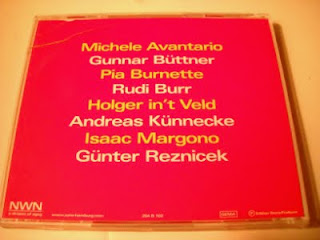 Michele Avantario
Gunnar Büttner
Pia Burnette
Rudi Burr
Holger in't Veld
Andreas Künnecke
Isaac Margono
Günter Reznicek
NWN